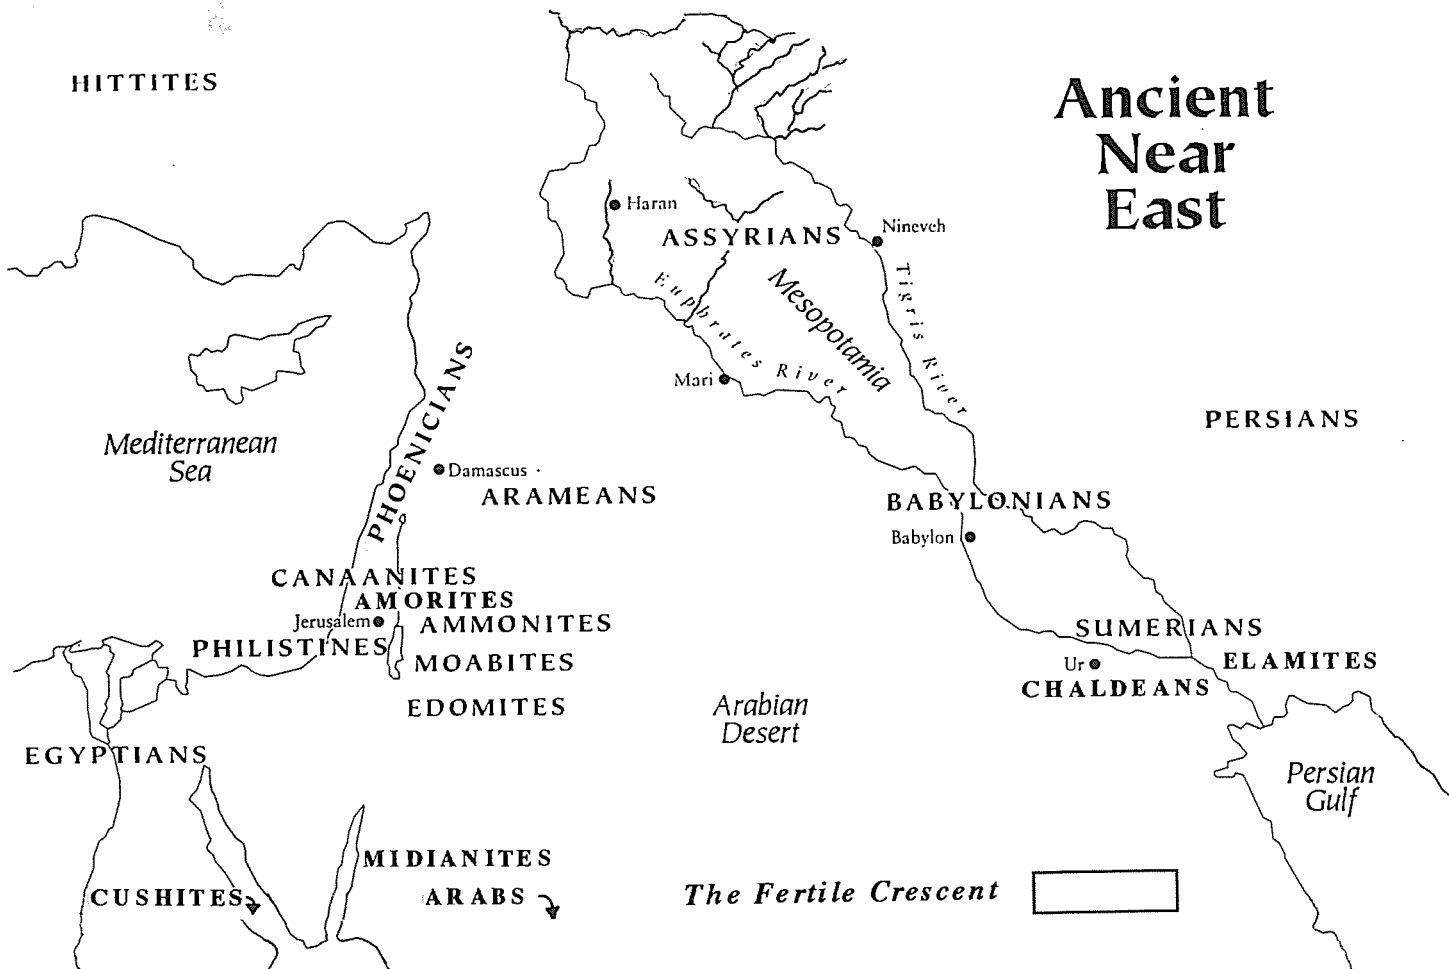 Ancient
Near
East
HITTITES
Haran
ASSYRIANS
Nineveh
Euphrates River
Mesopotamia
Tigris River
Mari
PERSIANS
Mediterranean
Sea
PHOENICIANS
Damascus
ARAMEANS
BABYLONIANS
Babylon
CANAANITES
AMORITES
Jerusalem
AMMONITES
PHILISTINES
MOABITES
SUMERIANS
Ur
ELAMITES
CHALDEANS
EDOMITES
Arabian
Desert
EGYPTIANS
Persian
Gulf
MIDIANITES
CUSHITES
ARABS
The Fertile Crescent